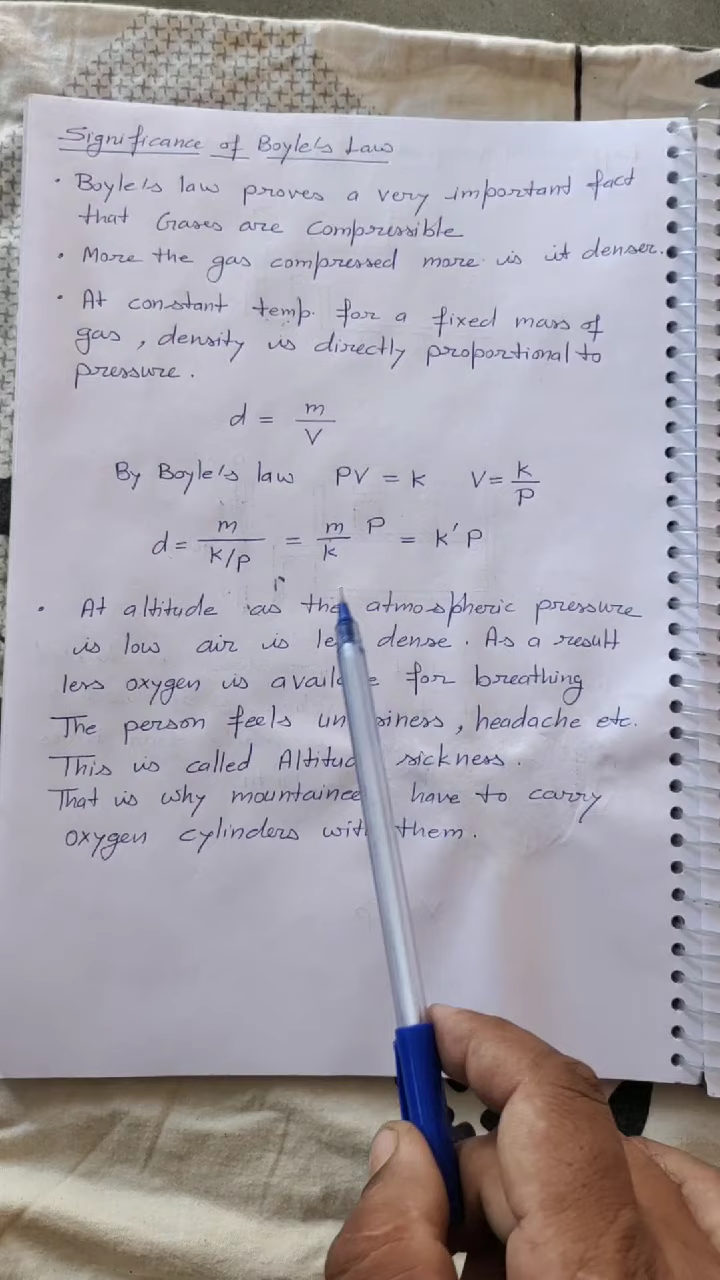 Significance of Boyle's Law
• Boyle's law proves a very important fact
that Gases are compressible
• More the gas compressed more is it denser.
• At constant temp. for a fixed mass of
gas, density is directly proportional to
pressure.
d = m/V
By Boyle's law PV = k V = k/P
d = m/(k/P) = m/k P = k'P
• At altitude as the atmospheric pressure
is low air is dense. As a result
less oxygen is for breathing
The person feels , headache etc.
This is called sickness.
That is why have to carry
oxygen cylinders them.